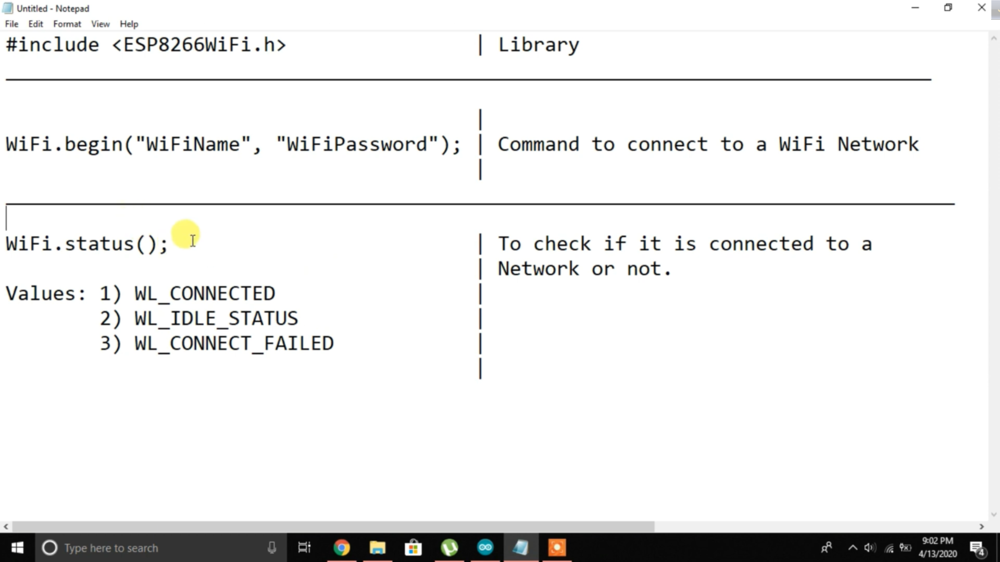 Untitled - Notepad
File Edit Format View Help
#include <ESP8266WiFi.h> | Library
|
WiFi.begin("WiFiName", "WiFiPassword"); | Command to connect to a WiFi Network
|
WiFi.status(); | To check if it is connected to a
| Network or not.
Values: 1) WL_CONNECTED |
2) WL_IDLE_STATUS |
3) WL_CONNECT_FAILED |
|
Type here to search
9:02 PM
4/13/2020
4